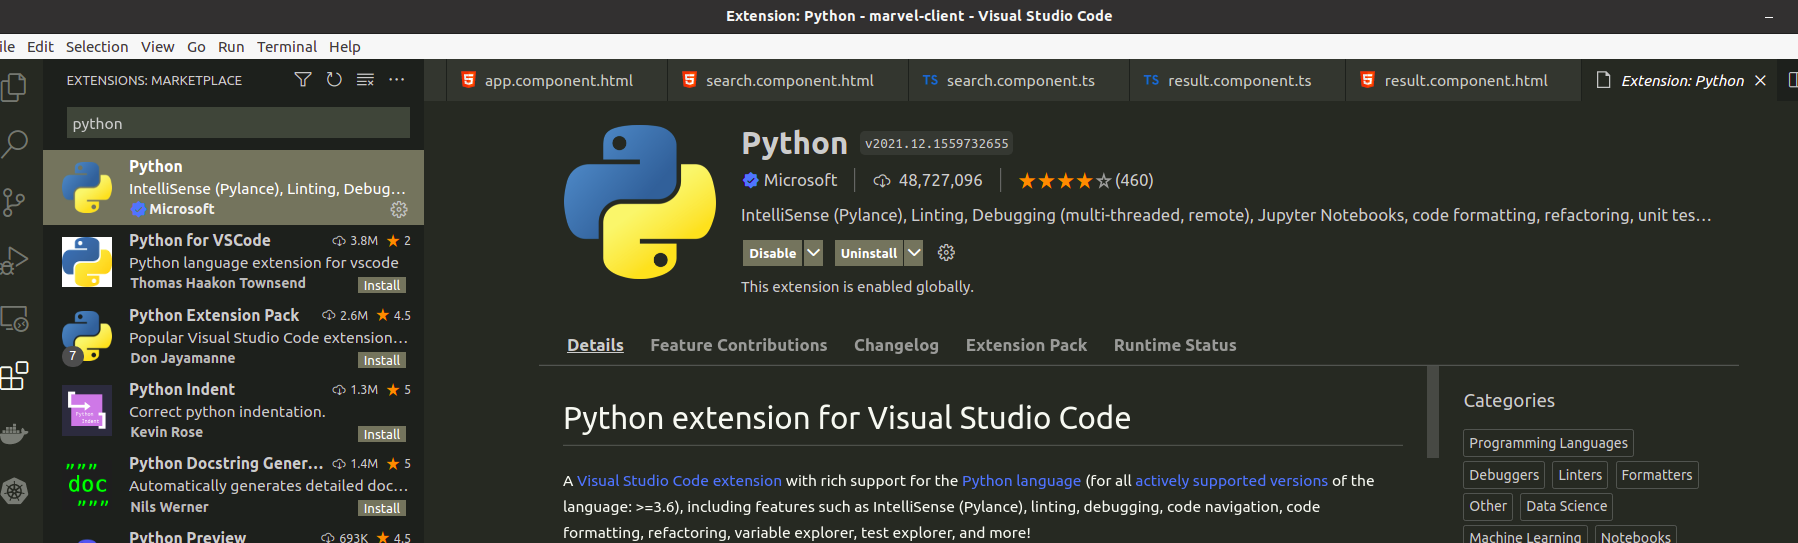 Extension: Python - marvel-client - Visual Studio Code
ile Edit Selection View Go Run Terminal Help
EXTENSIONS: MARKETPLACE
python
Python
IntelliSense (Pylance), Linting, Debug...
Microsoft
Python for VSCode 3.8M 2
Python language extension for vscode
Thomas Haakon Townsend Install
Python Extension Pack 2.6M 4.5
Popular Visual Studio Code extension...
7
Don Jayamanne Install
Python Indent 1.3M 5
Correct python indentation.
Python
Indent
Kevin Rose Install
Python Docstring Gener... 1.4M 5
"""
doc
"""
Automatically generates detailed doc...
Nils Werner Install
Python Preview 693K 4.5
app.component.html search.component.html TS search.component.ts TS result.component.ts result.component.html Extension: Python
Python v2021.12.1559732655
Microsoft 48,727,096 (460)
IntelliSense (Pylance), Linting, Debugging (multi-threaded, remote), Jupyter Notebooks, code formatting, refactoring, unit tes...
Disable Uninstall
This extension is enabled globally.
Details Feature Contributions Changelog Extension Pack Runtime Status
Python extension for Visual Studio Code
A Visual Studio Code extension with rich support for the Python language (for all actively supported versions of the
language: >=3.6), including features such as IntelliSense (Pylance), linting, debugging, code navigation, code
formatting, refactoring, variable explorer, test explorer, and more!
Categories
Programming Languages
Debuggers Linters Formatters
Other Data Science
Machine Learning Notebooks